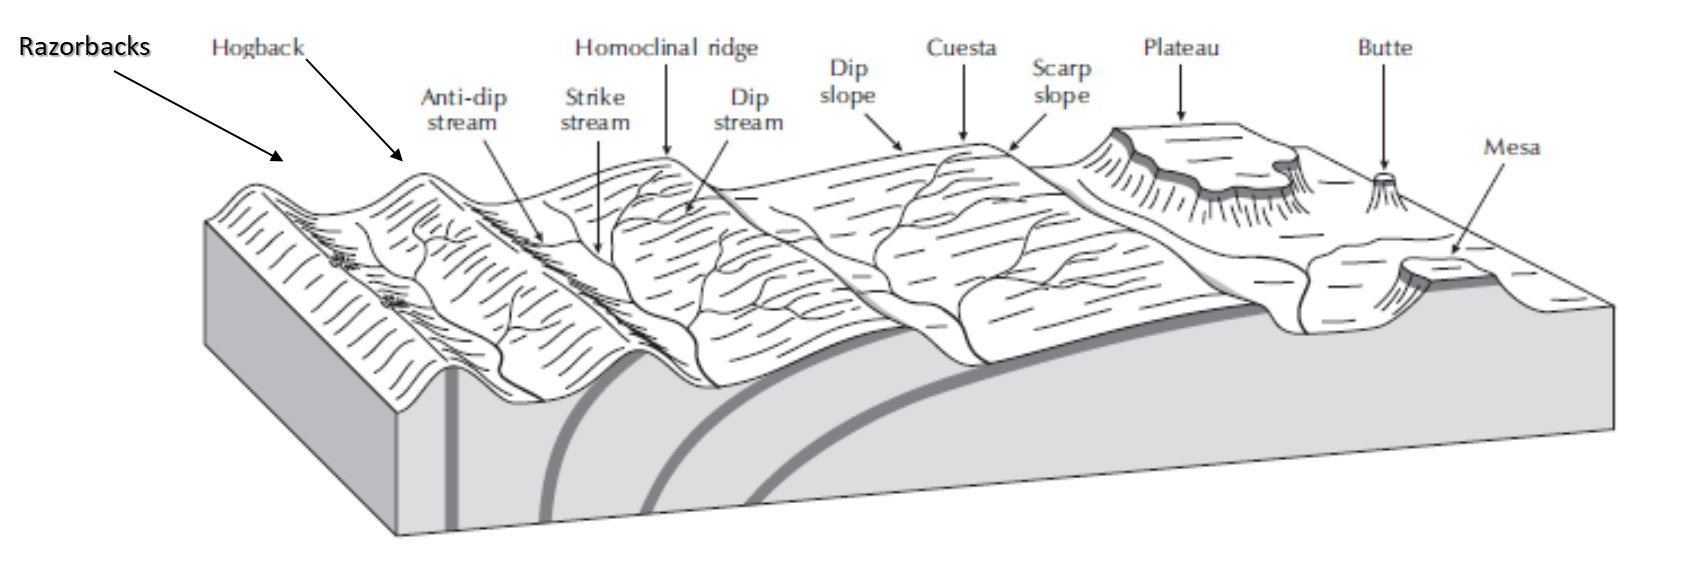 Razorbacks
Hogback
Homoclinal ridge
Cuesta
Plateau
Butte
Dip
slope
Scarp
slope
Anti-dip
stream
Strike
stream
Dip
stream
Mesa